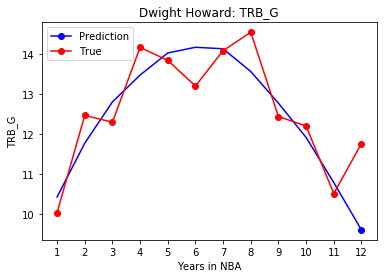 Dwight Howard: TRB_G
Prediction
True
TRB_G
14
13
12
11
10
1 2 3 4 5 6 7 8 9 10 11 12
Years in NBA